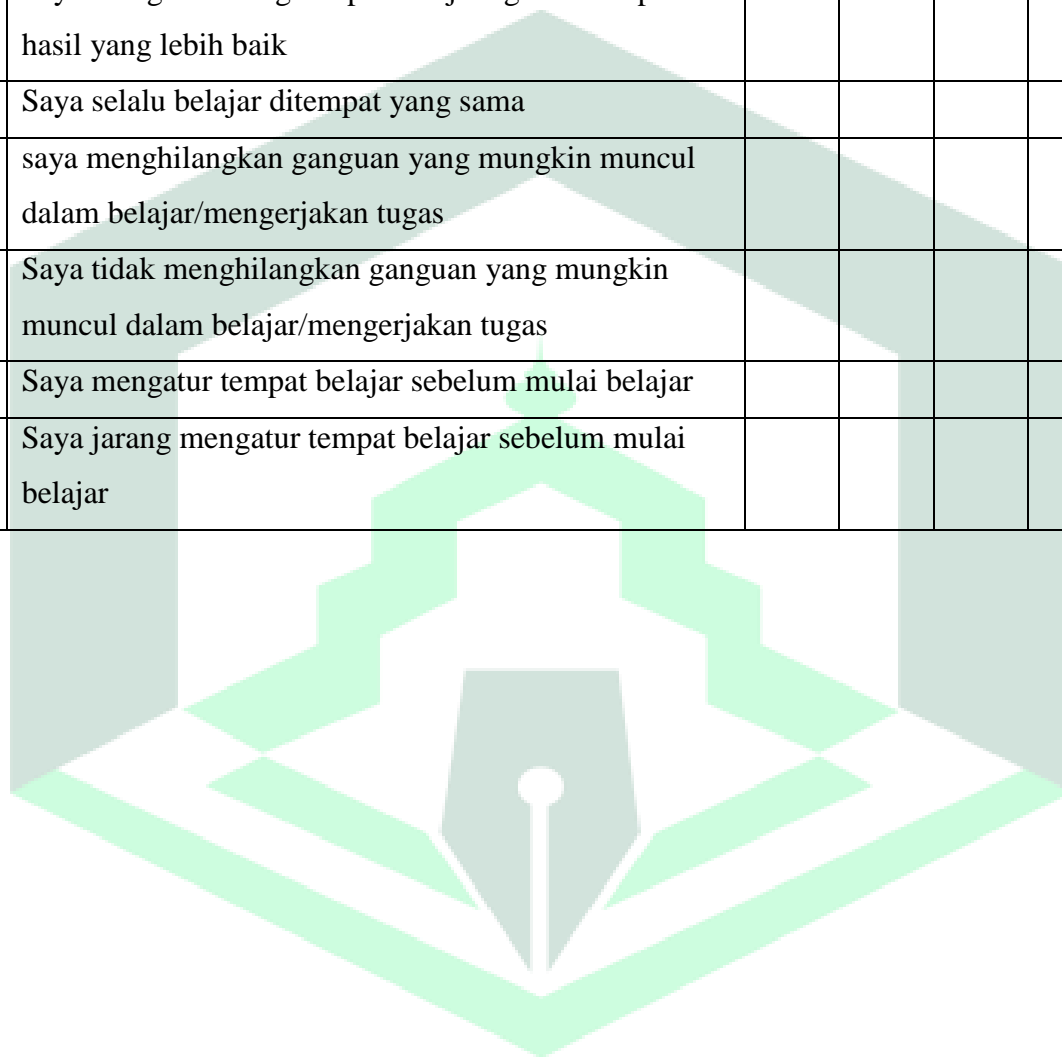 hasil yang lebih baik
Saya selalu belajar ditempat yang sama
saya menghilangkan ganguan yang mungkin muncul
dalam belajar/mengerjakan tugas
Saya tidak menghilangkan ganguan yang mungkin
muncul dalam belajar/mengerjakan tugas
Saya mengatur tempat belajar sebelum mulai belajar
Saya jarang mengatur tempat belajar sebelum mulai
belajar